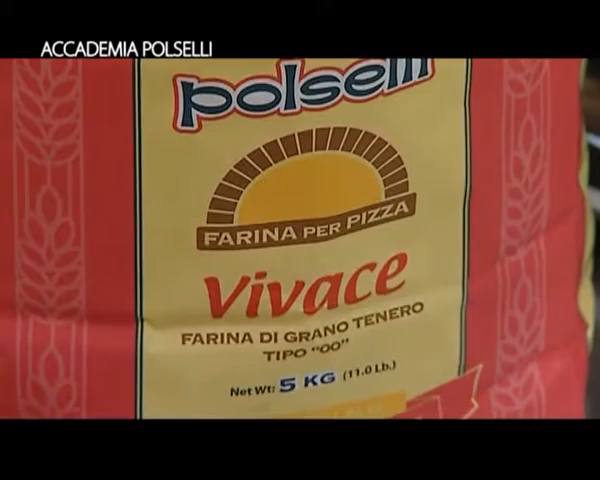 ACCADEMIA POLSELLI
polselli
FARINA PER PIZZA
Vivace
FARINA DI GRANO TENERO
TIPO "OO"
Net Wt: 5 KG (11.0 Lb.)